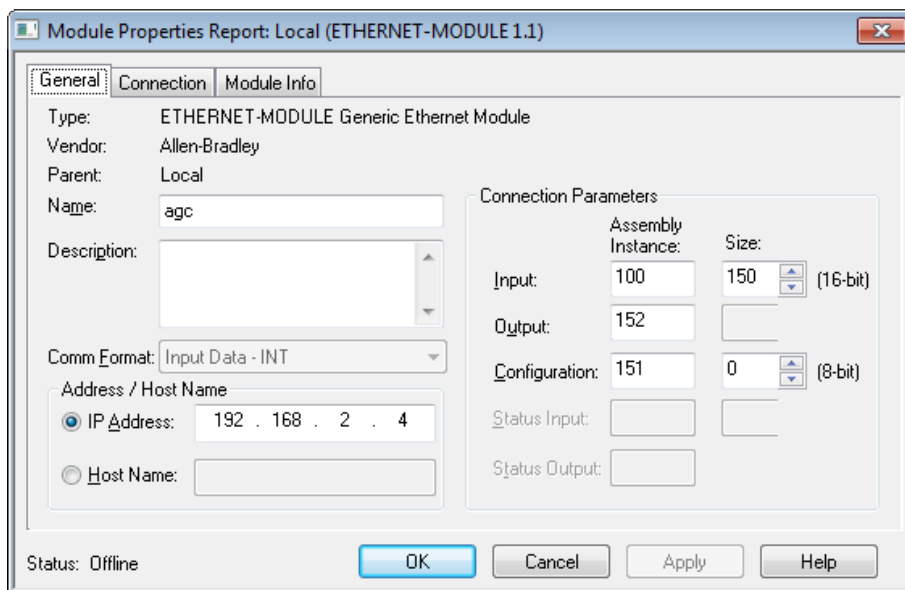 Module Properties Report: Local (ETHERNET-MODULE 1.1)
General Connection Module Info
Type: ETHERNET-MODULE Generic Ethernet Module
Vendor: Allen-Bradley
Parent: Local
Name: agc
Description:
Comm Format: Input Data - INT
Address / Host Name
IP Address: 192 . 168 . 2 . 4
Host Name:
Connection Parameters
Assembly Instance: Size:
Input: 100 150 (16-bit)
Output: 152
Configuration: 151 0 (8-bit)
Status Input:
Status Output:
Status: Offline OK Cancel Apply Help